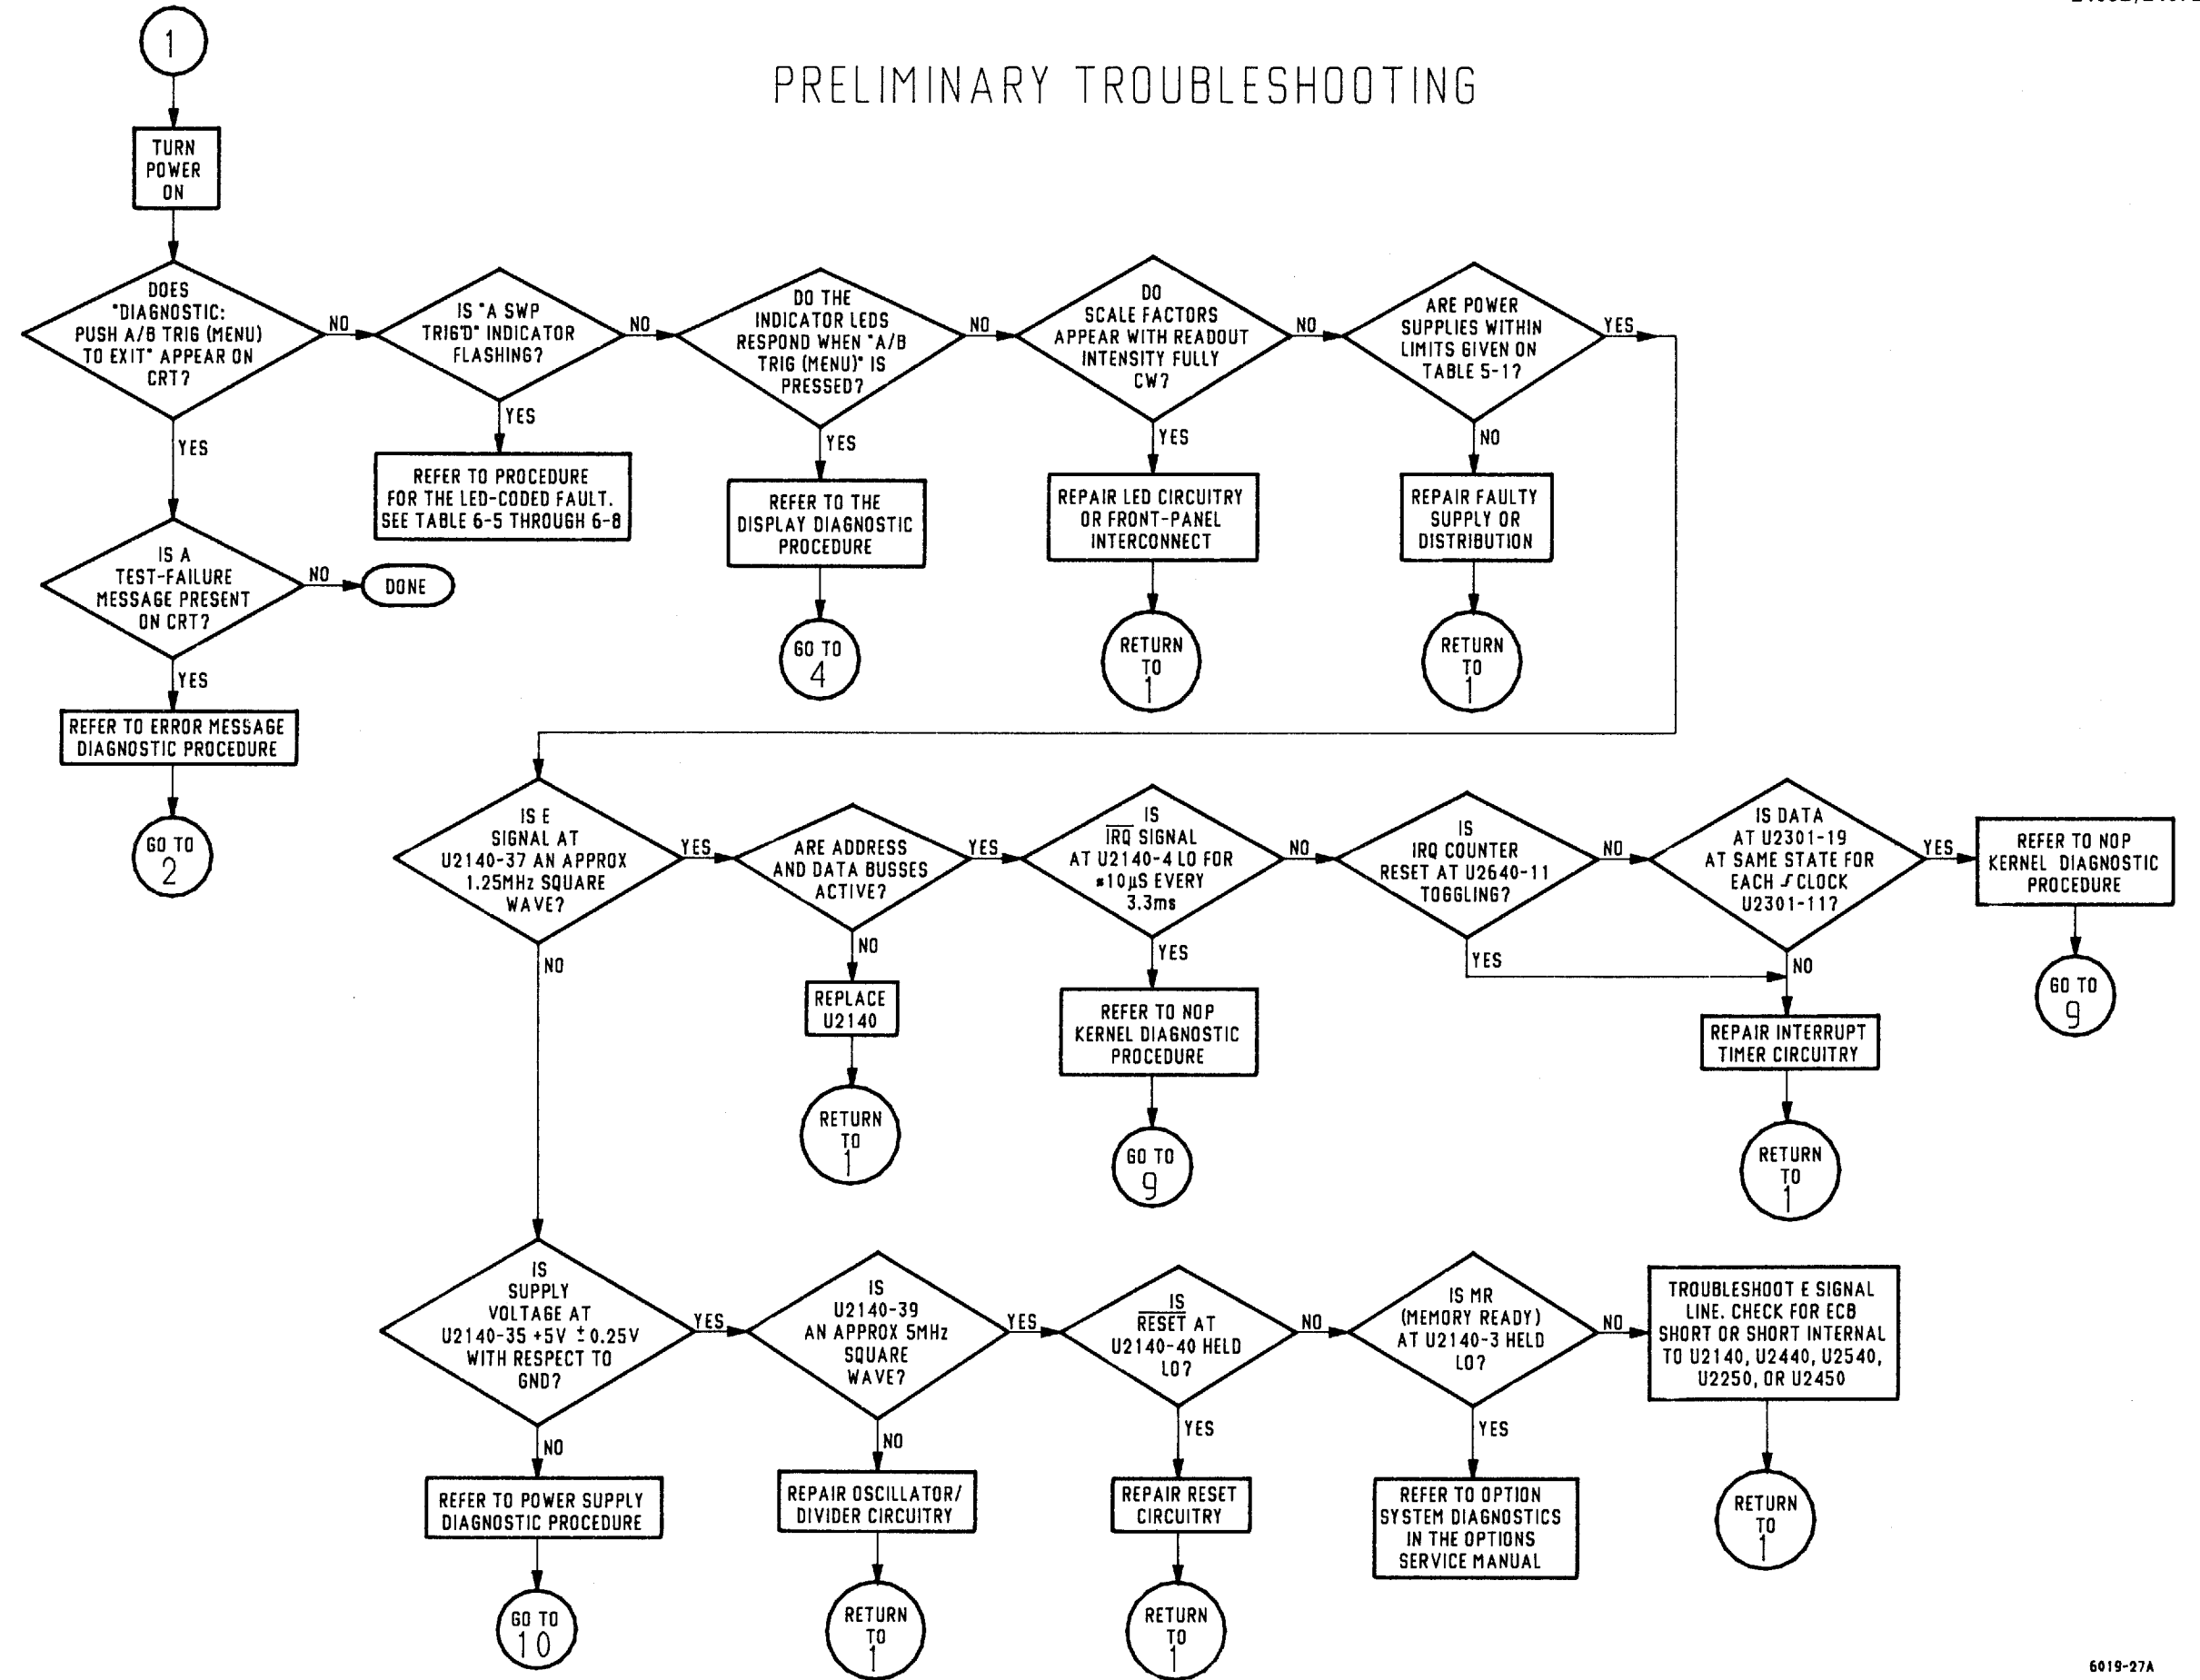 1
PRELIMINARY TROUBLESHOOTING
TURN
POWER
ON
DOES
"DIAGNOSTIC:
PUSH A/B TRIG (MENU)
TO EXIT" APPEAR ON
CRT?
NO
YES
IS "A SWP
TRIG'D" INDICATOR
FLASHING?
NO
YES
DO THE
INDICATOR LEDS
RESPOND WHEN "A/B
TRIG (MENU)" IS
PRESSED?
NO
YES
DO
SCALE FACTORS
APPEAR WITH READOUT
INTENSITY FULLY
CW?
NO
YES
ARE POWER
SUPPLIES WITHIN
LIMITS GIVEN ON
TABLE 5-1?
YES
NO
REFER TO PROCEDURE
FOR THE LED-CODED FAULT.
SEE TABLE 6-5 THROUGH 6-8
REFER TO THE
DISPLAY DIAGNOSTIC
PROCEDURE
REPAIR LED CIRCUITRY
OR FRONT-PANEL
INTERCONNECT
REPAIR FAULTY
SUPPLY OR
DISTRIBUTION
IS A
TEST-FAILURE
MESSAGE PRESENT
ON CRT?
NO
DONE
YES
GO TO
4
RETURN
TO
1
RETURN
TO
1
REFER TO ERROR MESSAGE
DIAGNOSTIC PROCEDURE
GO TO
2
IS E
SIGNAL AT
U2140-37 AN APPROX
1.25MHz SQUARE
WAVE?
YES
NO
ARE ADDRESS
AND DATA BUSSES
ACTIVE?
YES
NO
IS
IRQ SIGNAL
AT U2140-4 LO FOR
≈10µS EVERY
3.3ms
NO
YES
IS
IRQ COUNTER
RESET AT U2640-11
TOGGLING?
NO
YES
IS DATA
AT U2301-19
AT SAME STATE FOR
EACH ⨍ CLOCK
U2301-11?
YES
NO
REFER TO NOP
KERNEL DIAGNOSTIC
PROCEDURE
GO TO
9
REPLACE
U2140
RETURN
TO
1
REFER TO NOP
KERNEL DIAGNOSTIC
PROCEDURE
GO TO
9
REPAIR INTERRUPT
TIMER CIRCUITRY
RETURN
TO
1
IS
SUPPLY
VOLTAGE AT
U2140-35 +5V ±0.25V
WITH RESPECT TO
GND?
YES
NO
IS
U2140-39
AN APPROX 5MHz
SQUARE
WAVE?
YES
NO
IS
RESET AT
U2140-40 HELD
LO?
NO
YES
IS MR
(MEMORY READY)
AT U2140-3 HELD
LO?
NO
YES
TROUBLESHOOT E SIGNAL
LINE. CHECK FOR ECB
SHORT OR SHORT INTERNAL
TO U2140, U2440, U2540,
U2250, OR U2450
REFER TO POWER SUPPLY
DIAGNOSTIC PROCEDURE
REPAIR OSCILLATOR/
DIVIDER CIRCUITRY
REPAIR RESET
CIRCUITRY
REFER TO OPTION
SYSTEM DIAGNOSTICS
IN THE OPTIONS
SERVICE MANUAL
RETURN
TO
1
GO TO
10
RETURN
TO
1
RETURN
TO
1
6019-27A